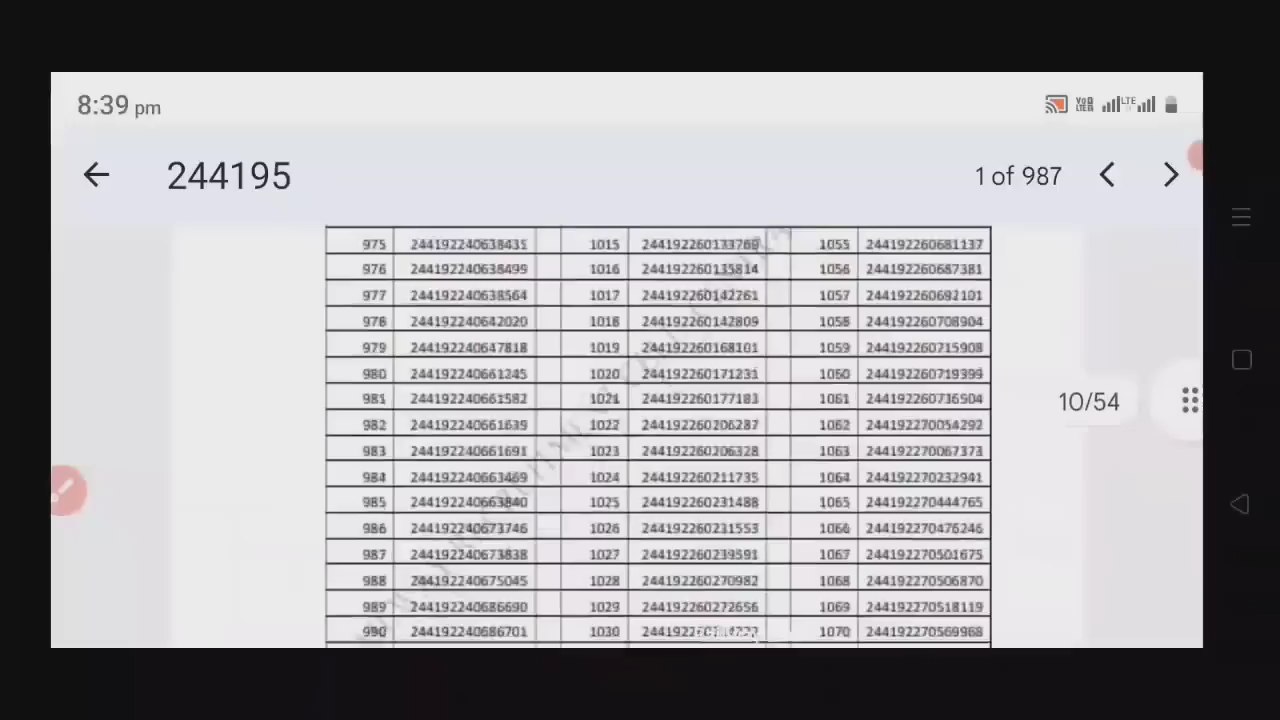 8:39 pm
VoD LTE
244195
1 of 987
975 244192240638431 1015 244192260133769 1055 244192260681137
976 244192240638499 1016 244192260135814 1056 244192260687381
977 244192240638564 1017 244192260142761 1057 244192260692101
978 244192240642020 1018 244192260142809 1058 244192260708904
979 244192240647818 1019 244192260168101 1059 244192260715908
980 244192240661245 1020 244192260171231 1060 244192260719399
981 244192240661582 1021 244192260177183 1061 244192260736504
982 244192240661639 1022 244192260206287 1062 244192270054292
983 244192240661691 1023 244192260206328 1063 244192270067373
984 244192240663469 1024 244192260211735 1064 244192270232941
985 244192240663840 1025 244192260231488 1065 244192270444765
986 244192240673746 1026 244192260231553 1066 244192270476246
987 244192240673838 1027 244192260239591 1067 244192270501675
988 244192240675045 1028 244192260270982 1068 244192270506870
989 244192240686690 1029 244192260272656 1069 244192270518119
990 244192240686701 1030 1070 244192270569968
10/54